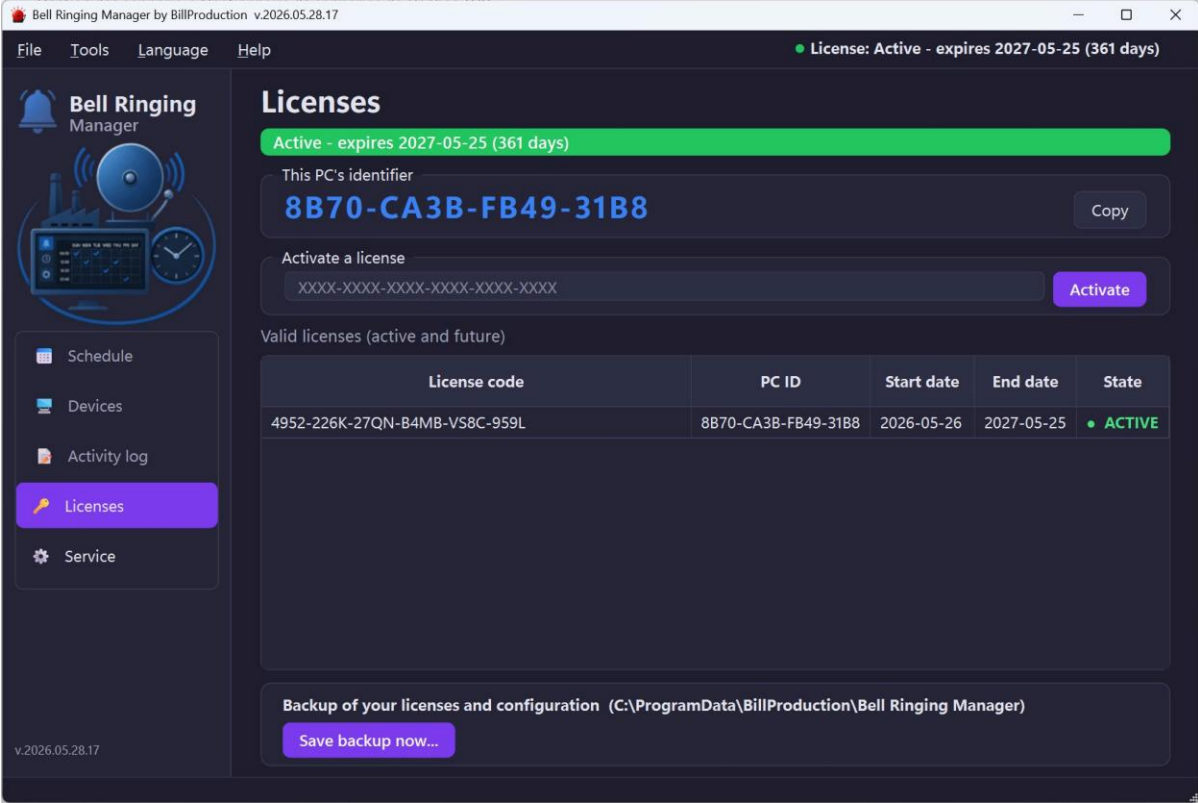 Bell Ringing Manager by BillProduction v.2026.05.28.17
File Tools Language Help
License: Active - expires 2027-05-25 (361 days)
Bell Ringing
Manager
Schedule
Devices
Activity log
Licenses
Service
v.2026.05.28.17
Licenses
Active - expires 2027-05-25 (361 days)
This PC's identifier
8B70-CA3B-FB49-31B8
Copy
Activate a license
XXXX-XXXX-XXXX-XXXX-XXXX-XXXX
Activate
Valid licenses (active and future)
License code PC ID Start date End date State
4952-226K-27QN-B4MB-VS8C-959L 8B70-CA3B-FB49-31B8 2026-05-26 2027-05-25 ACTIVE
Backup of your licenses and configuration (C:\ProgramData\BillProduction\Bell Ringing Manager)
Save backup now...